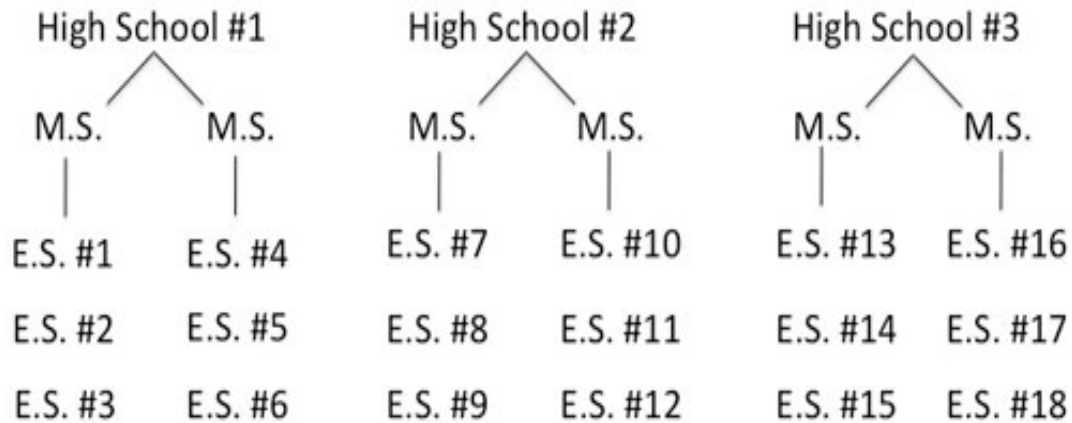 High School #1 High School #2 High School #3
M.S. M.S. M.S. M.S. M.S. M.S.
E.S. #1 E.S. #4 E.S. #7 E.S. #10 E.S. #13 E.S. #16
E.S. #2 E.S. #5 E.S. #8 E.S. #11 E.S. #14 E.S. #17
E.S. #3 E.S. #6 E.S. #9 E.S. #12 E.S. #15 E.S. #18